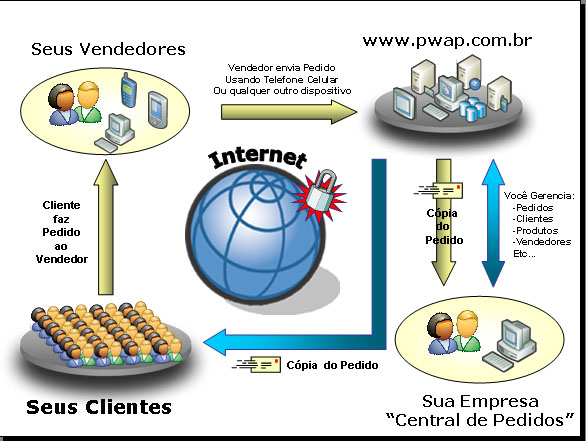 Seus Vendedores
www.pwap.com.br
Vendedor envia Pedido
Usando Telefone Celular
Ou qualquer outro dispositivo
Internet
Cliente
faz
Pedido
ao
Vendedor
Cópia
do
Pedido
Você Gerencia:
-Pedidos
-Clientes
-Produtos
-Vendedores
Etc...
Cópia do Pedido
Seus Clientes
Sua Empresa
“Central de Pedidos”